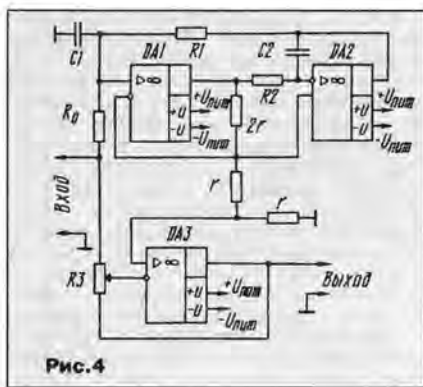 C1
R1
DA1
C2
DA2
▷∞
R2
▷∞
R0
+U
+Uпит
-U
-Uпит
2r
+U
+Uпит
-U
-Uпит
Вход
r
r
DA3
R3
▷∞
+U
+Uпит
-U
-Uпит
Выход
Рис.4